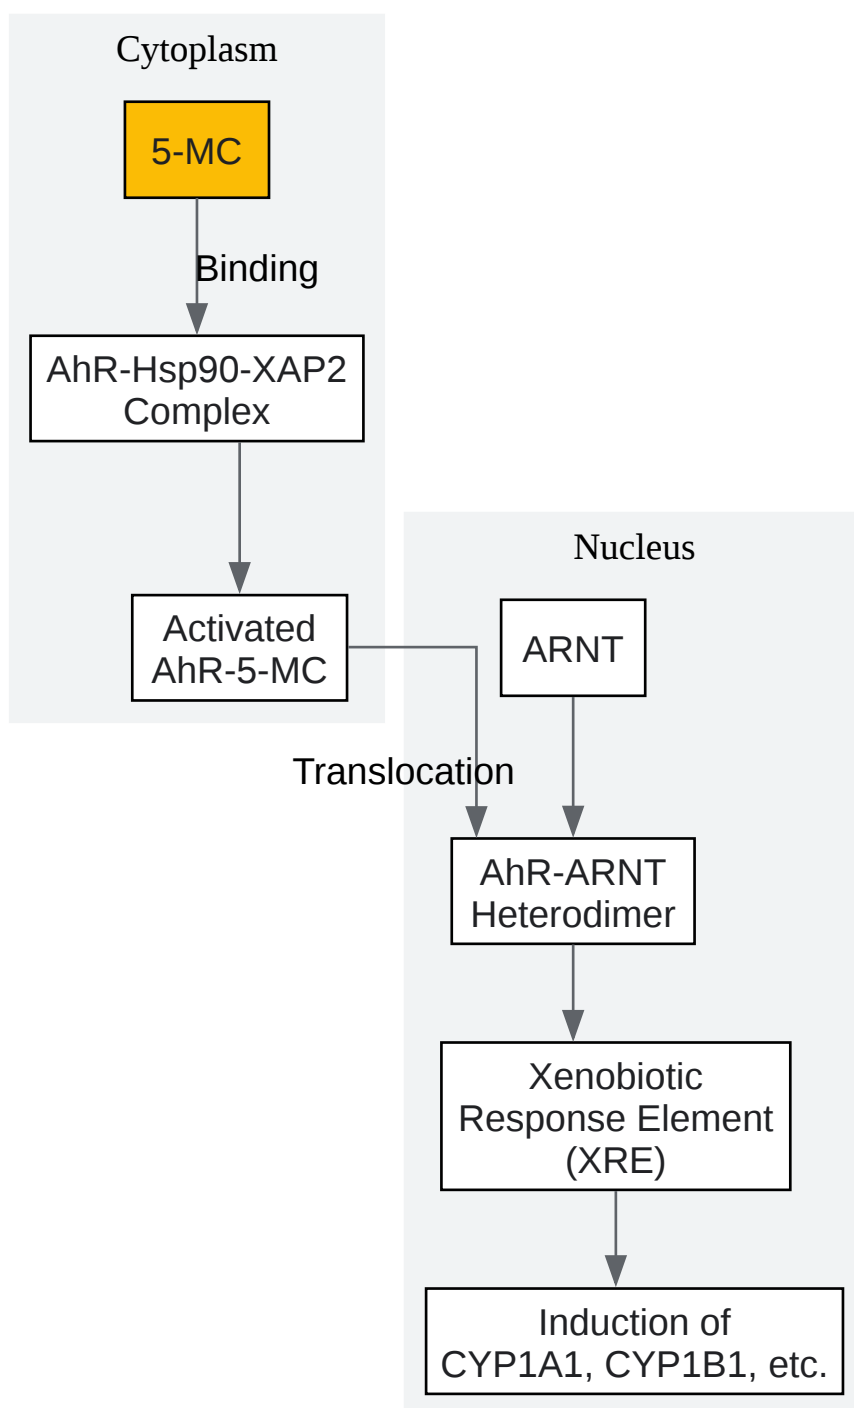 Cytoplasm
5-MC
Binding
AhR-Hsp90-XAP2
Complex
Activated
AhR-5-MC
Translocation
Nucleus
ARNT
AhR-ARNT
Heterodimer
Xenobiotic
Response Element
(XRE)
Induction of
CYP1A1, CYP1B1, etc.